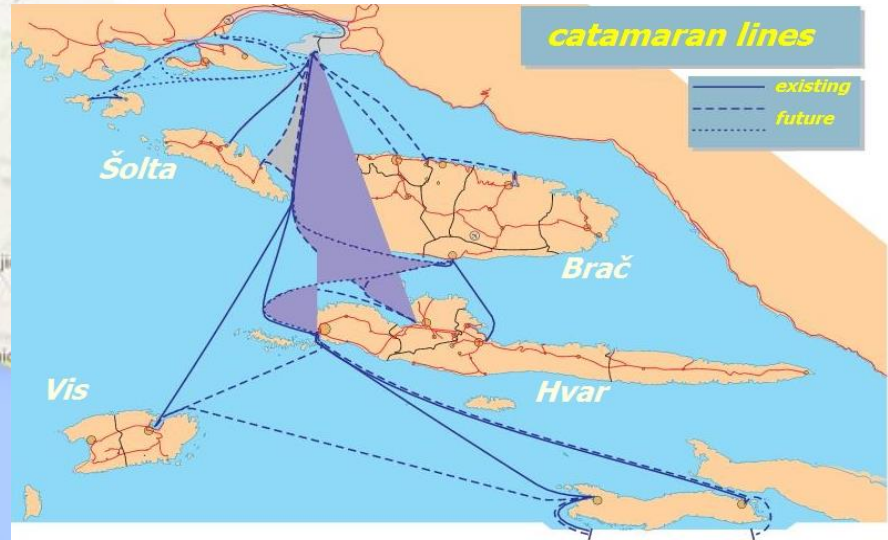 catamaran lines
existing
future
Šolta
Brač
Hvar
Vis